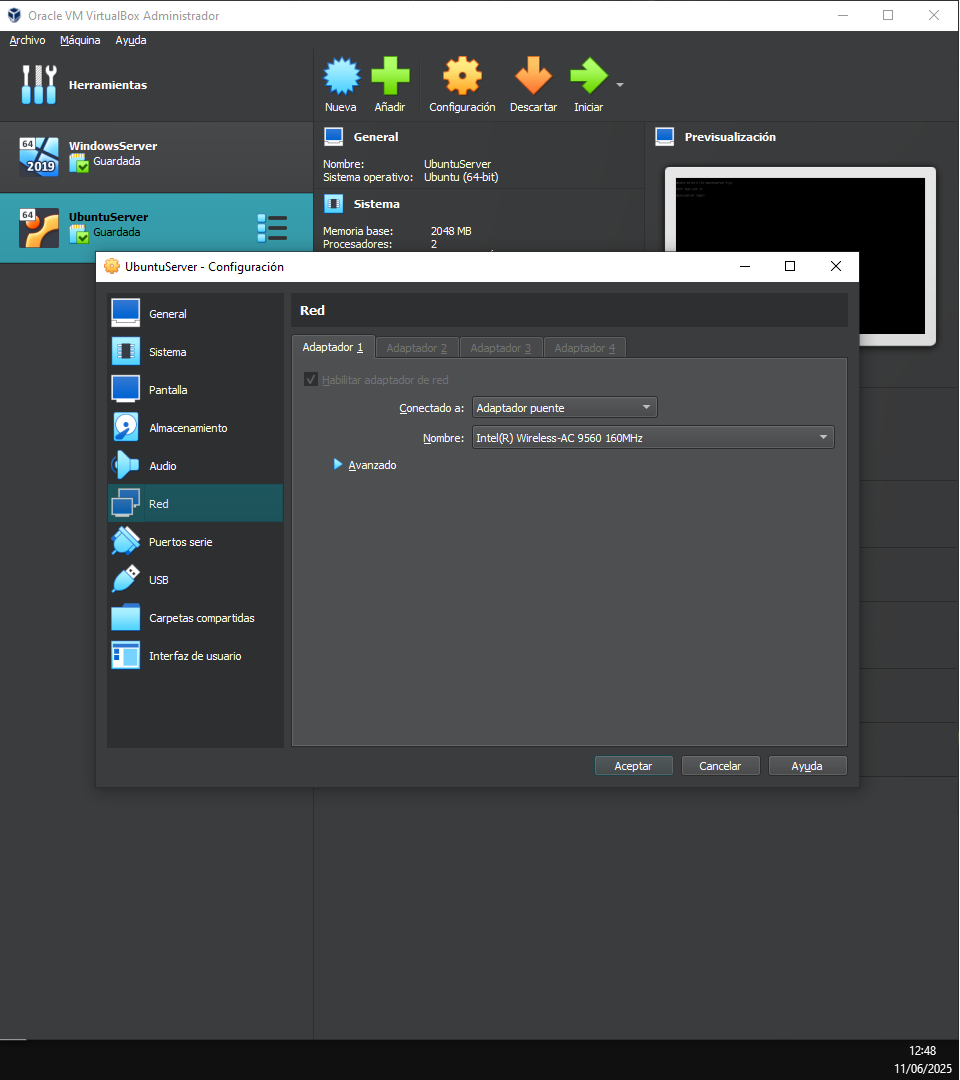 Oracle VM VirtualBox Administrador
Archivo Máquina Ayuda
Herramientas
Nueva Añadir Configuración Descartar Iniciar
64
2019
WindowsServer
Guardada
64
UbuntuServer
Guardada
General
Nombre: UbuntuServer
Sistema operativo: Ubuntu (64-bit)
Sistema
Memoria base: 2048 MB
Procesadores: 2
Previsualización
UbuntuServer - Configuración
General
Sistema
Pantalla
Almacenamiento
Audio
Red
Puertos serie
USB
Carpetas compartidas
Interfaz de usuario
Red
Adaptador 1 Adaptador 2 Adaptador 3 Adaptador 4
Habilitar adaptador de red
Conectado a: Adaptador puente
Nombre: Intel(R) Wireless-AC 9560 160MHz
Avanzado
Aceptar Cancelar Ayuda
12:48
11/06/2025